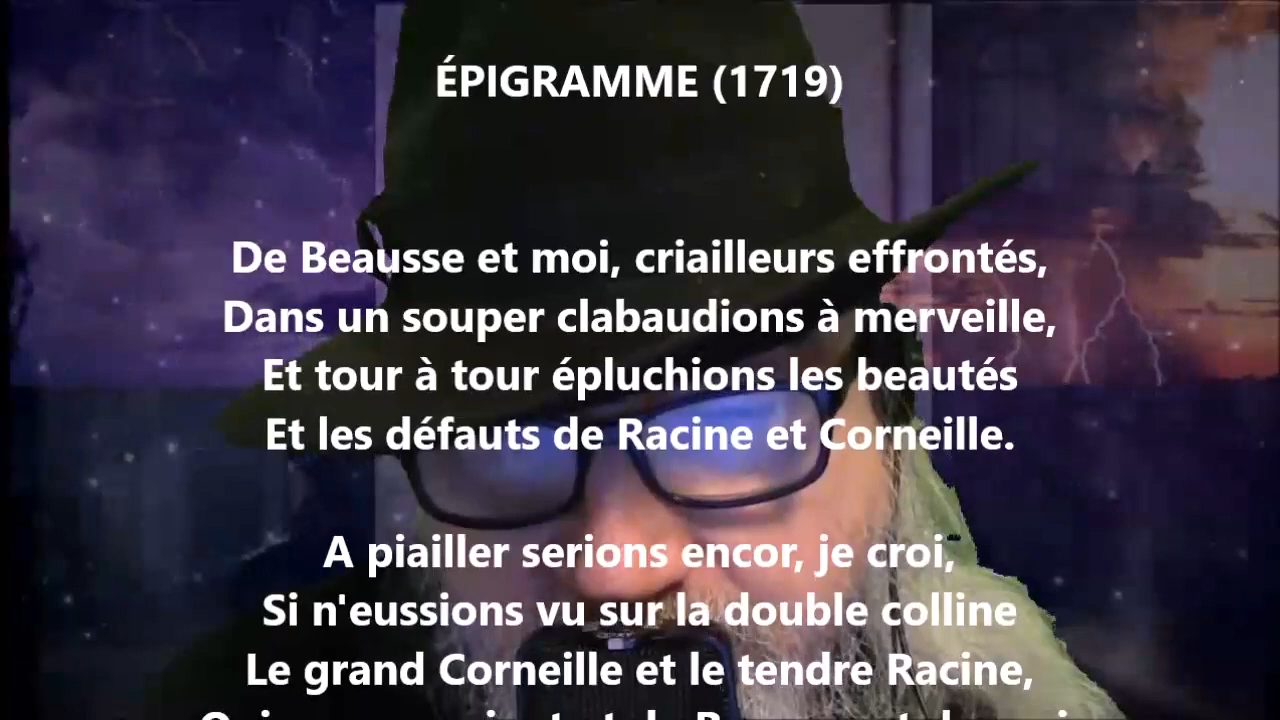 ÉPIGRAMME (1719)
De Beausse et moi, criailleurs effrontés,
Dans un souper clabaudions à merveille,
Et tour à tour épluchions les beautés
Et les défauts de Racine et Corneille.
A piailler serions encor, je croi,
Si n'eussions vu sur la double colline
Le grand Corneille et le tendre Racine,